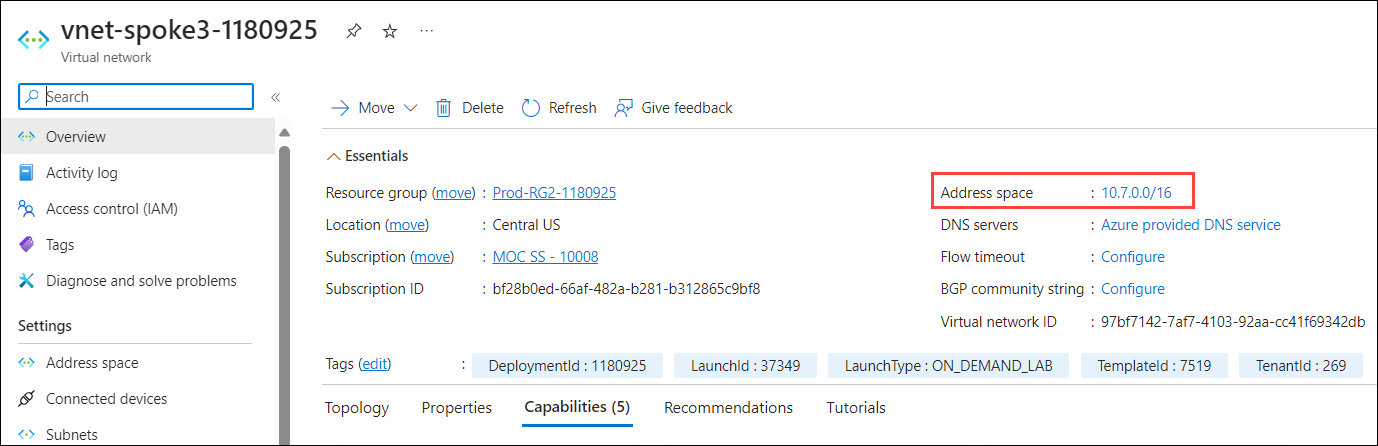 vnet-spoke3-1180925
Virtual network
Search
Overview
Activity log
Access control (IAM)
Tags
Diagnose and solve problems
Settings
Address space
Connected devices
Subnets
Move
Delete
Refresh
Give feedback
Essentials
Resource group (move) : Prod-RG2-1180925
Location (move) : Central US
Subscription (move) : MOC SS - 10008
Subscription ID : bf28b0ed-66af-482a-b281-b312865c9bf8
Address space : 10.7.0.0/16
DNS servers : Azure provided DNS service
Flow timeout : Configure
BGP community string : Configure
Virtual network ID : 97bf7142-7af7-4103-92aa-cc41f69342db
Tags (edit) : DeploymentId : 1180925 LaunchId : 37349 LaunchType : ON_DEMAND_LAB TemplateId : 7519 TenantId : 269
Topology Properties Capabilities (5) Recommendations Tutorials